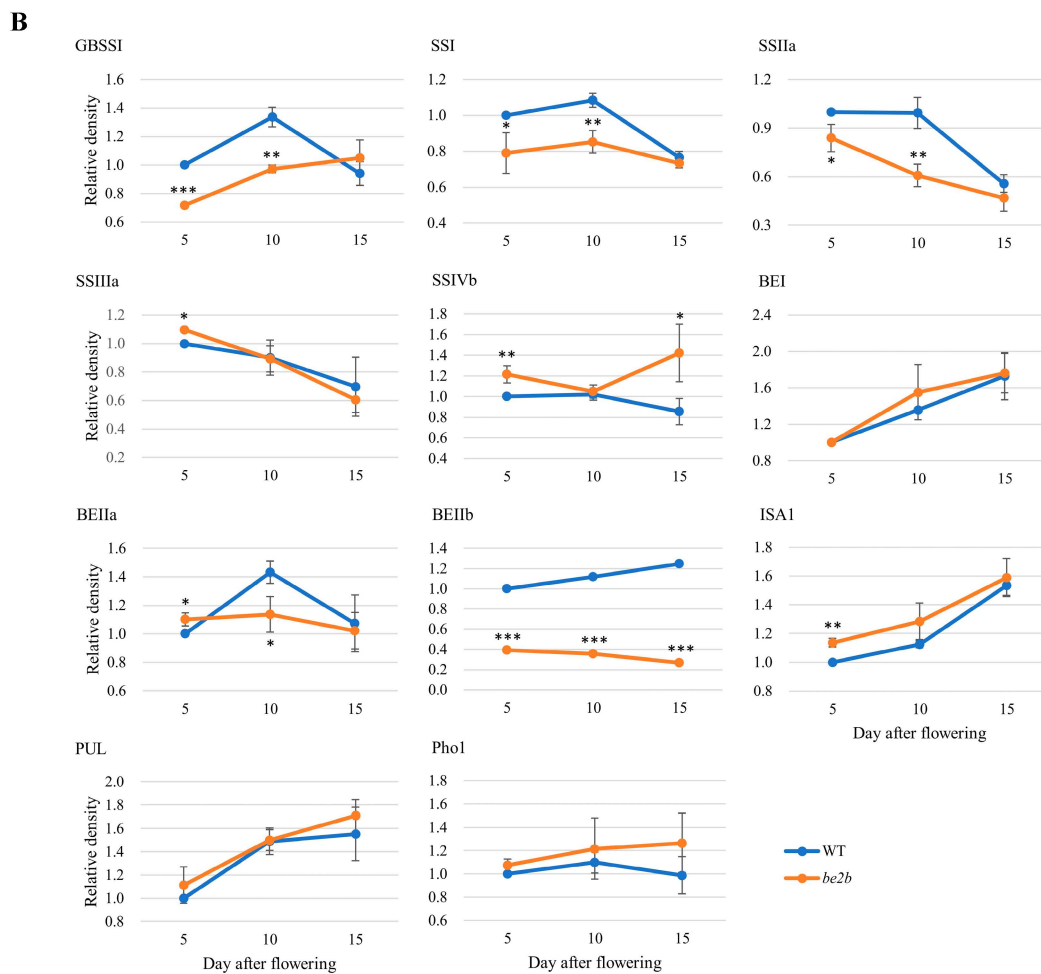 B
GBSSI
SSI
SSIIa
1.6
1.4
1.2
1.0
0.8
0.6
Relative density
***
**
5 10 15
1.2
1.0
0.8
0.6
0.4
*
**
5 10 15
1.2
0.9
0.6
0.3
*
**
5 10 15
SSIIIa
SSIVb
BEI
1.2
1.0
0.8
0.6
0.4
0.2
Relative density
*
5 10 15
1.8
1.6
1.4
1.2
1.0
0.8
0.6
0.4
**
*
5 10 15
2.4
2.0
1.6
1.2
0.8
5 10 15
BEIIa
BEIIb
ISA1
1.6
1.4
1.2
1.0
0.8
0.6
Relative density
*
*
5 10 15
1.4
1.2
1.0
0.8
0.6
0.4
0.2
0.0
***
***
***
5 10 15
1.8
1.6
1.4
1.2
1.0
0.8
**
5 10 15
Day after flowering
PUL
Pho1
2.0
1.8
1.6
1.4
1.2
1.0
0.8
Relative density
5 10 15
Day after flowering
1.8
1.6
1.4
1.2
1.0
0.8
0.6
5 10 15
Day after flowering
WT
be2b